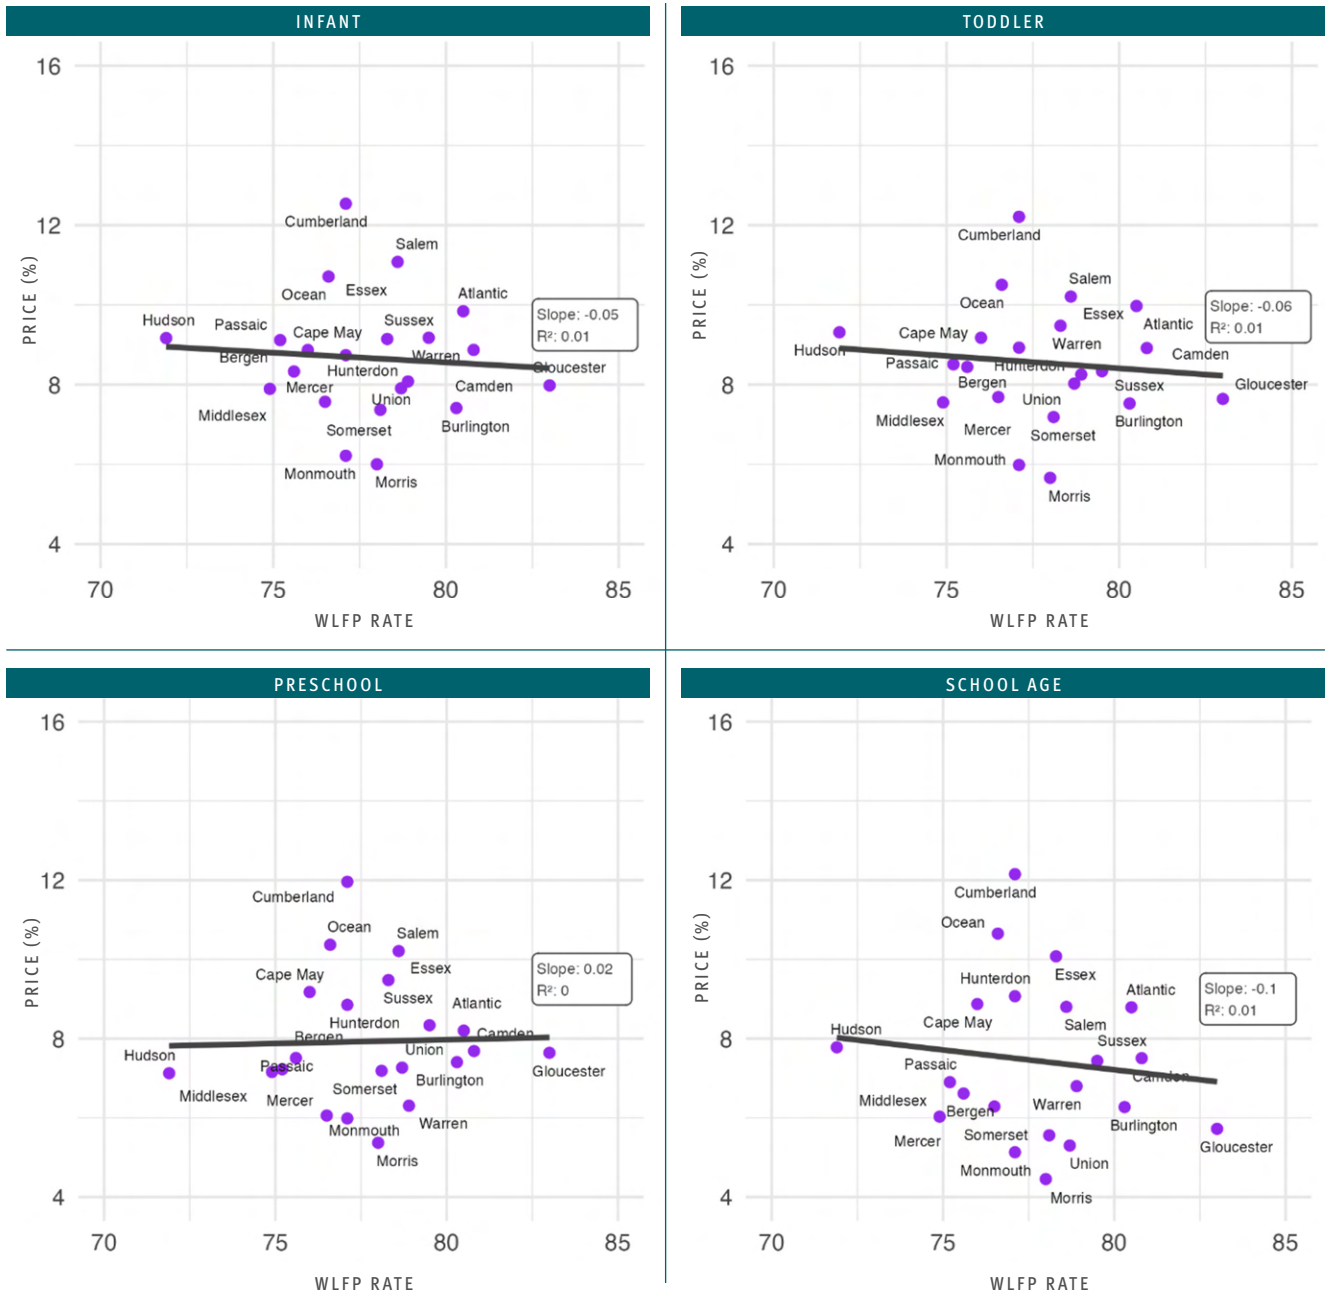 INFANT
16
12
8
4
PRICE (%)
Cumberland
Salem
Ocean
Essex
Atlantic
Hudson
Passaic
Cape May
Sussex
Slope: -0.05
R²: 0.01
Bergen
Warren
Hunterdon
Gloucester
Mercer
Camden
Union
Middlesex
Somerset
Burlington
Monmouth
Morris
70
75
80
85
WLFP RATE
TODDLER
16
12
8
4
PRICE (%)
Cumberland
Salem
Ocean
Essex
Atlantic
Slope: -0.06
R²: 0.01
Cape May
Warren
Hudson
Camden
Passaic
Hunterdon
Bergen
Sussex
Gloucester
Union
Middlesex
Mercer
Somerset
Burlington
Monmouth
Morris
70
75
80
85
WLFP RATE
PRESCHOOL
16
12
8
4
PRICE (%)
Cumberland
Ocean
Salem
Cape May
Essex
Slope: 0.02
R²: 0
Sussex
Atlantic
Hunterdon
Bergen
Camden
Hudson
Union
Passaic
Gloucester
Middlesex
Mercer
Somerset
Burlington
Warren
Monmouth
Morris
70
75
80
85
WLFP RATE
SCHOOL AGE
16
12
8
4
PRICE (%)
Cumberland
Ocean
Essex
Hunterdon
Atlantic
Slope: -0.1
R²: 0.01
Cape May
Salem
Hudson
Sussex
Passaic
Camden
Middlesex
Bergen
Warren
Burlington
Mercer
Somerset
Gloucester
Monmouth
Union
Morris
70
75
80
85
WLFP RATE